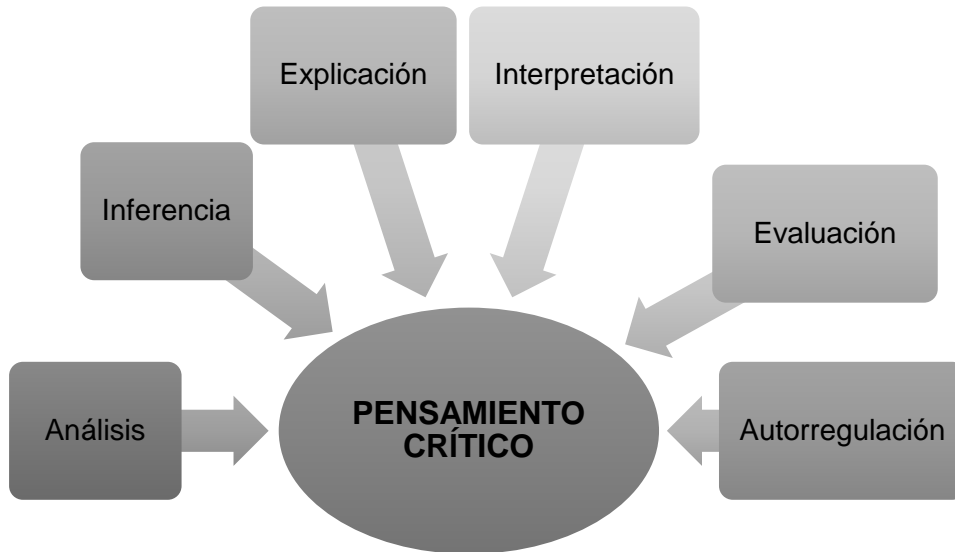 Explicación
Interpretación
Inferencia
Evaluación
Análisis
PENSAMIENTO
CRÍTICO
Autorregulación